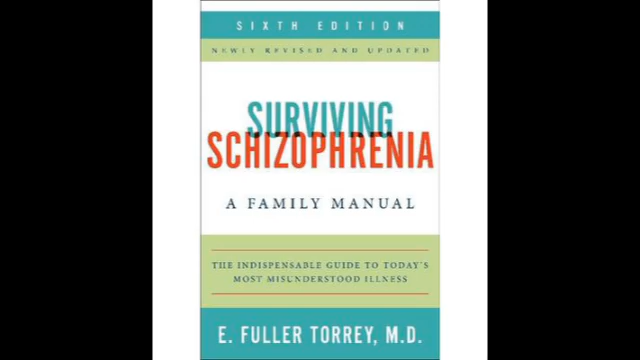 SIXTH EDITION
NEWLY REVISED AND UPDATED
SURVIVING
SCHIZOPHRENIA
A FAMILY MANUAL
THE INDISPENSABLE GUIDE TO TODAY'S
MOST MISUNDERSTOOD ILLNESS
E. FULLER TORREY, M.D.